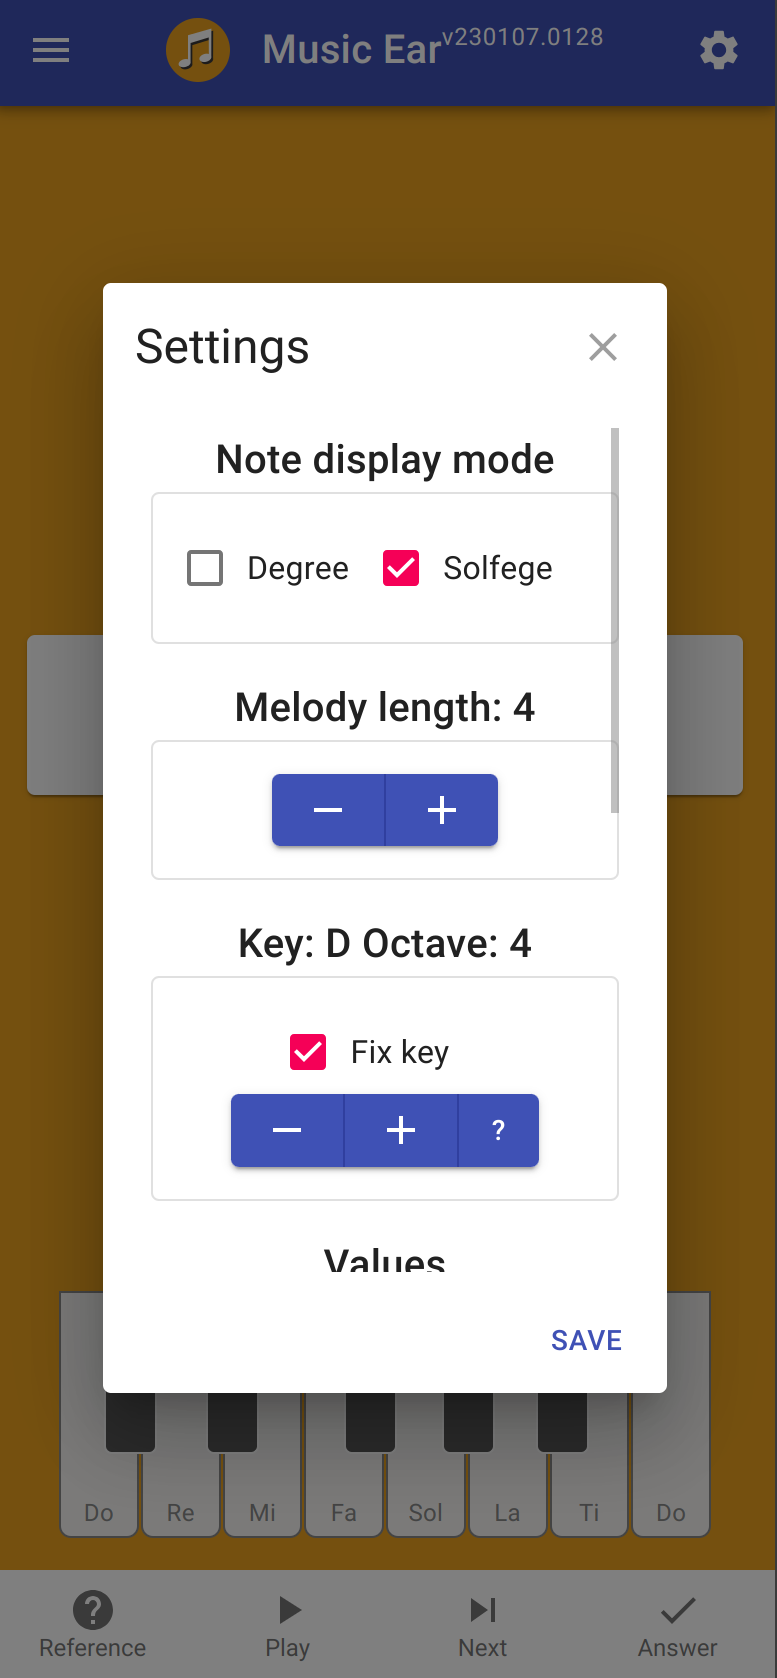 Music Ear v230107.0128
Settings
Note display mode
Degree Solfege
Melody length: 4
Key: D Octave: 4
Fix key
?
Values
SAVE
Do Re Mi Fa Sol La Ti Do
Reference Play Next Answer